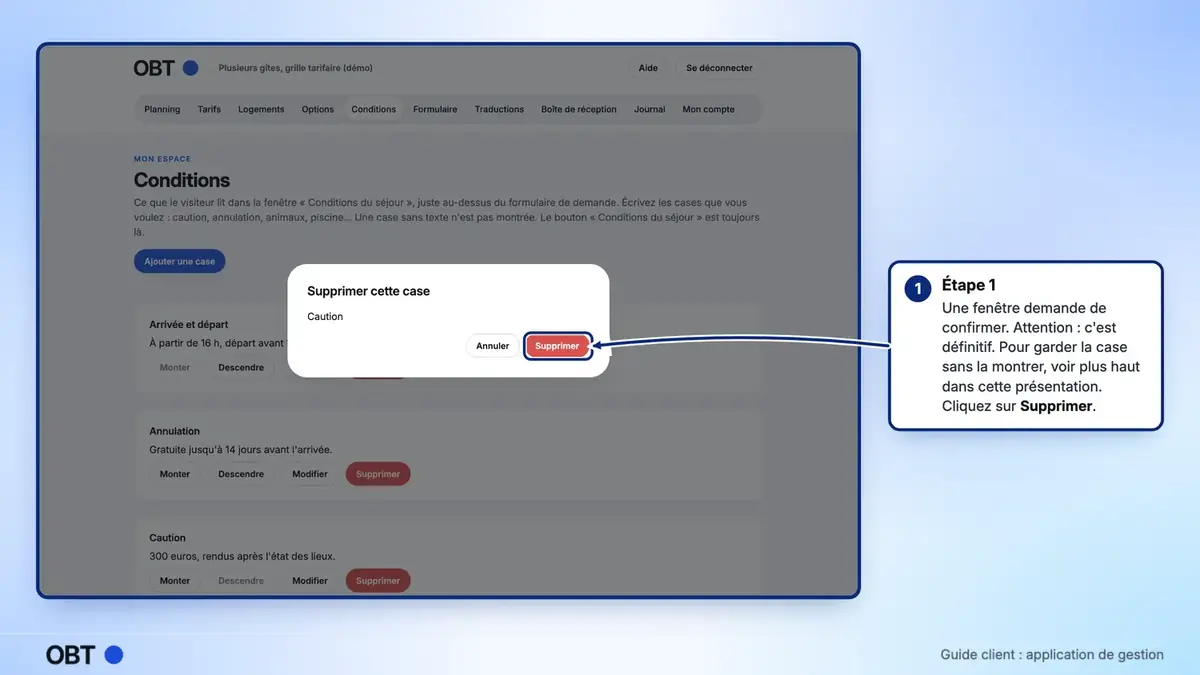 OBT
Plusieurs gîtes, grille tarifaire (démo)
Aide
Se déconnecter
Planning
Tarifs
Logements
Options
Conditions
Formulaire
Traductions
Boîte de réception
Journal
Mon compte
MON ESPACE
Conditions
Ce que le visiteur lit dans la fenêtre « Conditions du séjour », juste au-dessus du formulaire de demande. Écrivez les cases que vous
voulez : caution, annulation, animaux, piscine... Une case sans texte n'est pas montrée. Le bouton « Conditions du séjour » est toujours
là.
Ajouter une case
Arrivée et départ
À partir de 16 h, départ avant
Monter
Descendre
Supprimer cette case
Caution
Annuler
Supprimer
Annulation
Gratuite jusqu'à 14 jours avant l'arrivée.
Monter
Descendre
Modifier
Supprimer
Caution
300 euros, rendus après l'état des lieux.
Monter
Descendre
Modifier
Supprimer
1
Étape 1
Une fenêtre demande de
confirmer. Attention : c'est
définitif. Pour garder la case
sans la montrer, voir plus haut
dans cette présentation.
Cliquez sur Supprimer.
OBT
Guide client : application de gestion